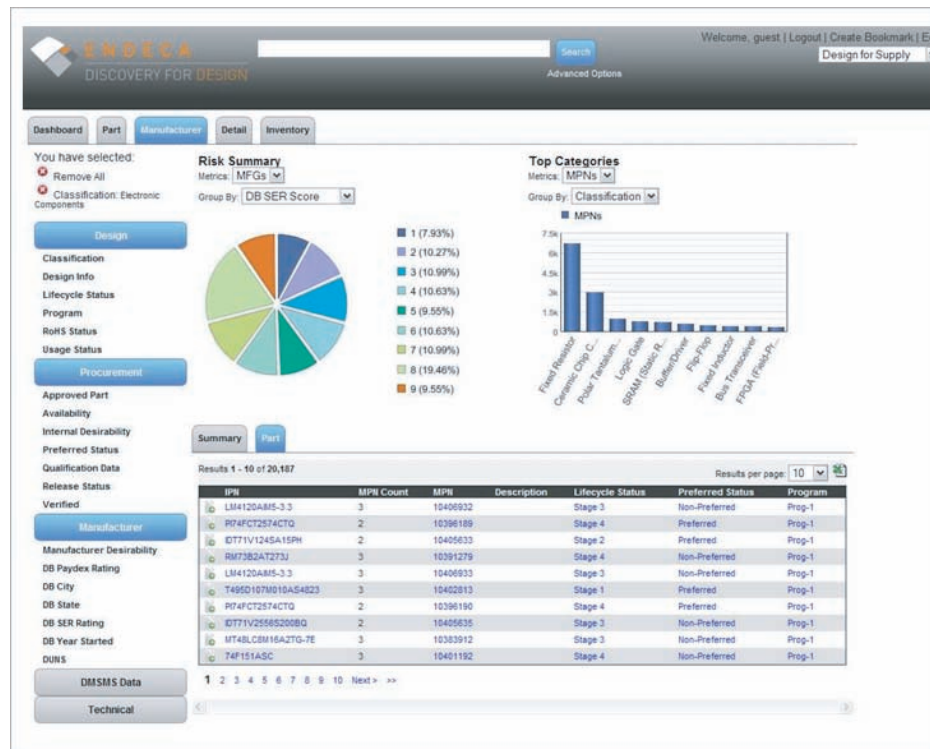 Welcome, guest | Logout | Create Bookmark | E
ENDECA
DISCOVERY FOR DESIGN
Search
Advanced Options
Design for Supply
Dashboard
Part
Manufacturer
Detail
Inventory
You have selected:
Remove All
Classification: Electronic
Components
Design
Classification
Design Info
Lifecycle Status
Program
RoHS Status
Usage Status
Procurement
Approved Part
Availability
Internal Desirability
Preferred Status
Qualification Data
Release Status
Verified
Manufacturer
Manufacturer Desirability
DB Paydex Rating
DB City
DB State
DB SER Rating
DB Year Started
DUNS
DMSMS Data
Technical
Risk Summary
Metrics: MFGs
Group By: DB SER Score
1 (7.93%)
2 (10.27%)
3 (10.99%)
4 (10.63%)
5 (9.55%)
6 (10.63%)
7 (10.99%)
8 (19.46%)
9 (9.55%)
Top Categories
Metrics: MPNs
Group By: Classification
MPNs
7.5k
6k
4.5k
3k
1.5k
0
Fixed Resistor
Ceramic Chip C...
Polar Tantalum...
Logic Gate
SRAM (Static R...
Buffer/Driver
Flip-Flop
Fixed Inductor
Bus Transceiver
FPGA (Field-Pr...
Summary
Part
Results 1 - 10 of 20,187
Results per page: 10
IPN MPN Count MPN Description Lifecycle Status Preferred Status Program
LM4120AIM5-3.3 3 10406932 Stage 3 Non-Preferred Prog-1
PI74FCT2574CTQ 2 10396189 Stage 4 Preferred Prog-1
IDT71V124SA15PH 2 10405633 Stage 2 Preferred Prog-1
RM73B2AT273J 3 10391279 Stage 4 Non-Preferred Prog-1
LM4120AIM5-3.3 3 10406933 Stage 3 Non-Preferred Prog-1
T495D107M010AS4823 3 10402813 Stage 1 Preferred Prog-1
PI74FCT2574CTQ 2 10396190 Stage 4 Preferred Prog-1
IDT71V2556S200BQ 2 10405635 Stage 3 Non-Preferred Prog-1
MT48LC8M16A2TG-7E 3 10383912 Stage 3 Non-Preferred Prog-1
74F151ASC 3 10401192 Stage 4 Non-Preferred Prog-1
1 2 3 4 5 6 7 8 9 10 Next > >>